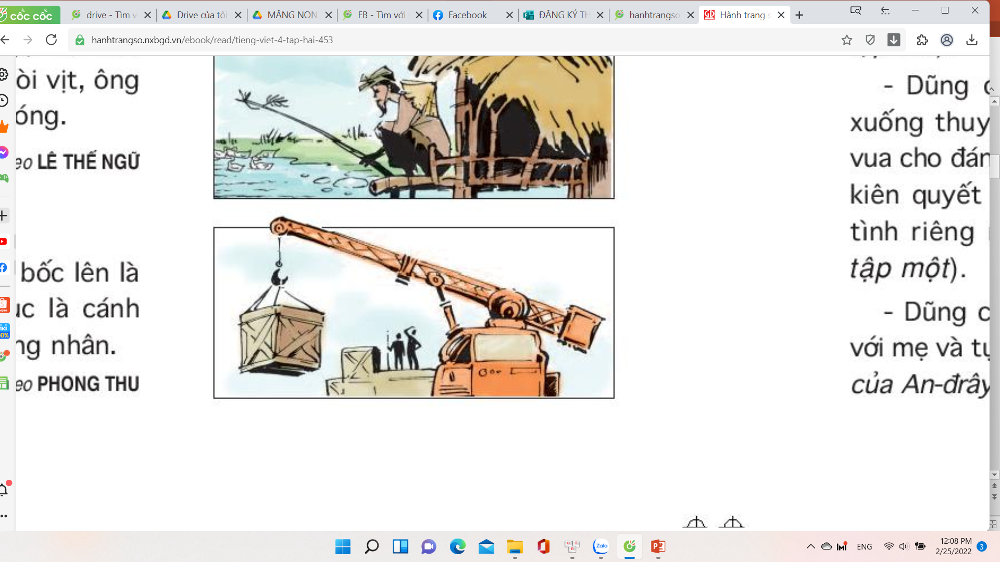 cốc cốc
drive - Tìm v
Drive của tôi
MĂNG NON
FB - Tìm với
Facebook
ĐĂNG KÝ TH
hanhtrangso
Hành trang s
hanhtrangso.nxbgd.vn/ebook/read/tieng-viet-4-tap-hai-453
òi vịt, ông
óng.
eo LÊ THẾ NGỮ
bốc lên là
ục là cánh
ng nhân.
eo PHONG THU
- Dũng c
xuống thuy
vua cho đán
kiên quyết
tình riêng
tập một).
- Dũng c
với mẹ và tự
của An-đrây
Zalo
ENG
12:08 PM
2/25/2022
3